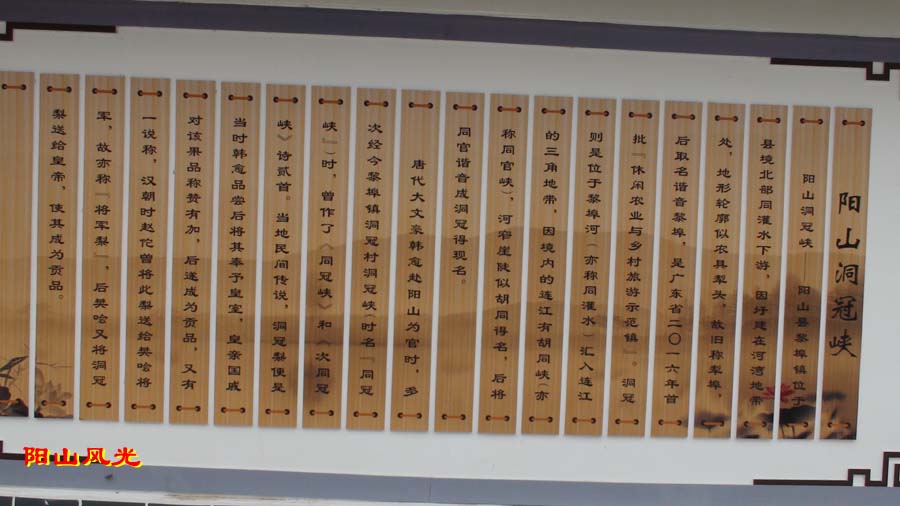 阳山洞冠峡
阳山洞冠峡——阳山县黎埠镇位于
县境北部同灌水下游，因圩建在河湾地带
处，地形轮廓似农具犁头，故旧称犁埠，
后取名谐音黎埠，是广东省二〇一六年首
批『休闲农业与乡村旅游示范镇』。洞冠
则是位于黎埠河（亦称同灌水）汇入连江
的三角地带，因境内的连江有胡同峡（亦
称同官峡），河窄崖陡似胡同得名，后将
同官谐音成洞冠得现名。
唐代大文豪韩愈赴阳山为官时，多
次经今黎埠镇洞冠村洞冠峡（时名『同冠
峡』）时，曾作了《同冠峡》和《次同冠
峡》诗贰首。当地民间传说，洞冠梨便是
当时韩愈品尝后将其奉予皇室，皇亲国戚
对该果品称赞有加，后遂成为贡品，又有
一说称，汉朝时赵佗曾将此梨送给樊哙将
军，故亦称『将军梨』，后樊哙又将洞冠
梨送给皇帝，使其成为贡品。
阳山风光